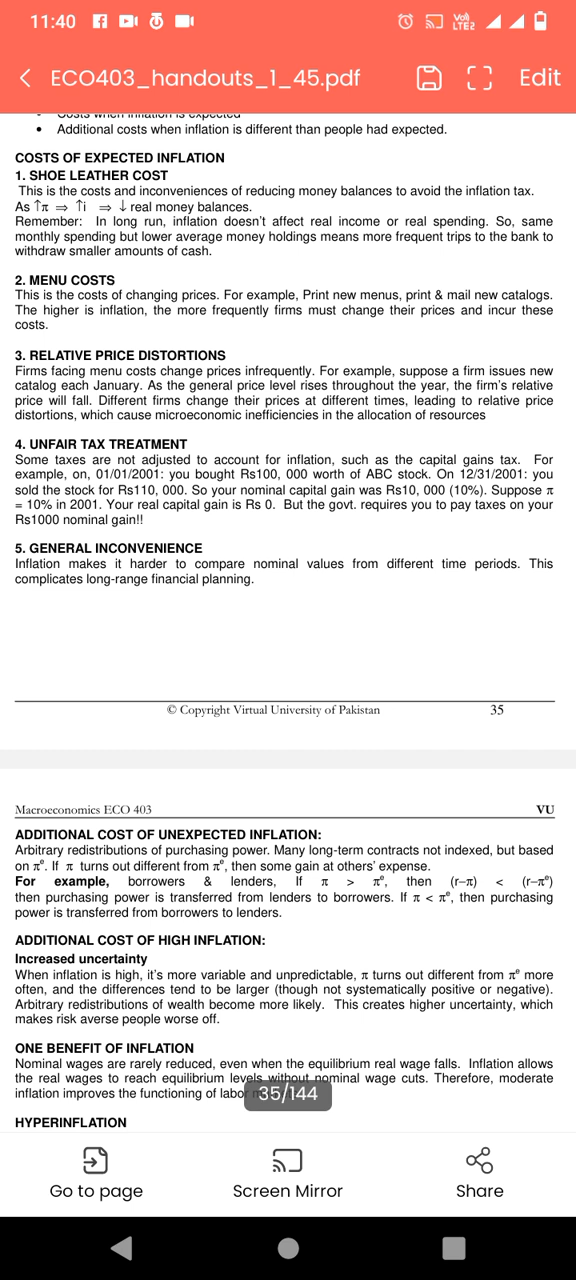 11:40
Vol)
LTE2
ECO403_handouts_1_45.pdf
Edit
• Costs when inflation is expected
• Additional costs when inflation is different than people had expected.
COSTS OF EXPECTED INFLATION
1. SHOE LEATHER COST
This is the costs and inconveniences of reducing money balances to avoid the inflation tax.
As ↑π ⇒ ↑i ⇒ ↓ real money balances.
Remember: In long run, inflation doesn't affect real income or real spending. So, same
monthly spending but lower average money holdings means more frequent trips to the bank to
withdraw smaller amounts of cash.
2. MENU COSTS
This is the costs of changing prices. For example, Print new menus, print & mail new catalogs.
The higher is inflation, the more frequently firms must change their prices and incur these
costs.
3. RELATIVE PRICE DISTORTIONS
Firms facing menu costs change prices infrequently. For example, suppose a firm issues new
catalog each January. As the general price level rises throughout the year, the firm's relative
price will fall. Different firms change their prices at different times, leading to relative price
distortions, which cause microeconomic inefficiencies in the allocation of resources
4. UNFAIR TAX TREATMENT
Some taxes are not adjusted to account for inflation, such as the capital gains tax. For
example, on, 01/01/2001: you bought Rs100, 000 worth of ABC stock. On 12/31/2001: you
sold the stock for Rs110, 000. So your nominal capital gain was Rs10, 000 (10%). Suppose π
= 10% in 2001. Your real capital gain is Rs 0. But the govt. requires you to pay taxes on your
Rs1000 nominal gain!!
5. GENERAL INCONVENIENCE
Inflation makes it harder to compare nominal values from different time periods. This
complicates long-range financial planning.
© Copyright Virtual University of Pakistan 35
Macroeconomics ECO 403 VU
ADDITIONAL COST OF UNEXPECTED INFLATION:
Arbitrary redistributions of purchasing power. Many long-term contracts not indexed, but based
on πᵉ. If π turns out different from πᵉ, then some gain at others' expense.
For example, borrowers & lenders, If π > πᵉ, then (r–π) < (r–πᵉ)
then purchasing power is transferred from lenders to borrowers. If π < πᵉ, then purchasing
power is transferred from borrowers to lenders.
ADDITIONAL COST OF HIGH INFLATION:
Increased uncertainty
When inflation is high, it's more variable and unpredictable, π turns out different from πᵉ more
often, and the differences tend to be larger (though not systematically positive or negative).
Arbitrary redistributions of wealth become more likely. This creates higher uncertainty, which
makes risk averse people worse off.
ONE BENEFIT OF INFLATION
Nominal wages are rarely reduced, even when the equilibrium real wage falls. Inflation allows
the real wages to reach equilibrium levels without nominal wage cuts. Therefore, moderate
inflation improves the functioning of labor
35/144
HYPERINFLATION
Go to page
Screen Mirror
Share